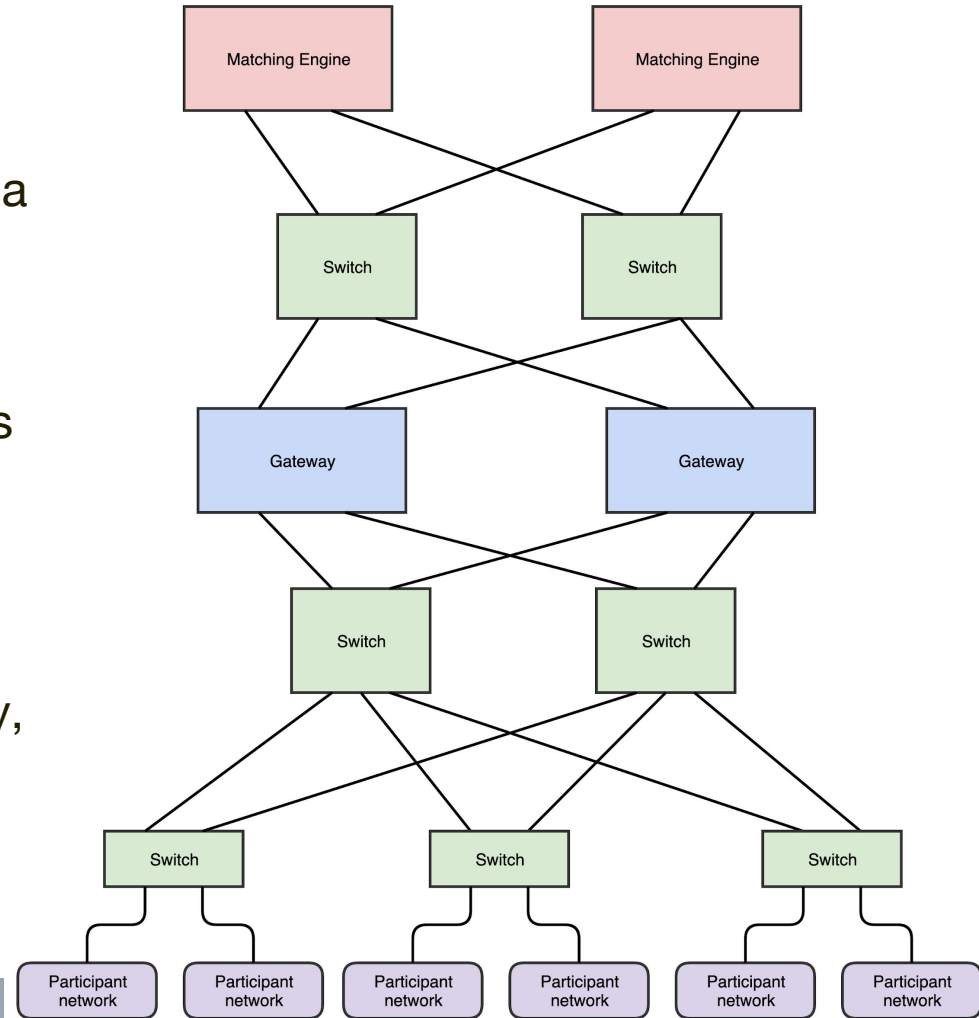 Matching Engine
Matching Engine
a
Switch
Switch
s
Gateway
Gateway
Switch
Switch
y,
Switch
Switch
Switch
Participant
network
Participant
network
Participant
network
Participant
network
Participant
network
Participant
network